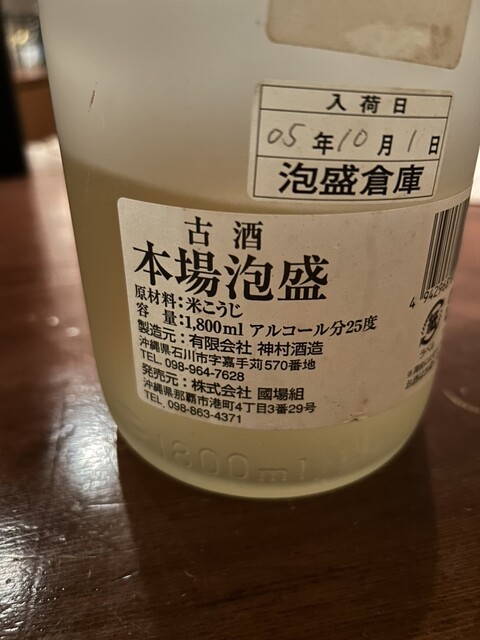 入荷日
05年10月1日
泡盛倉庫
古酒
本場泡盛
原材料:米こうじ
容量:1,800ml アルコール分25度
製造元:有限会社 神村酒造
沖縄県石川市字嘉手苅570番地
TEL. 098-964-7628
発売元:株式会社 國場組
沖縄県那覇市港町4丁目3番29号
TEL. 098-863-4371
1800ml